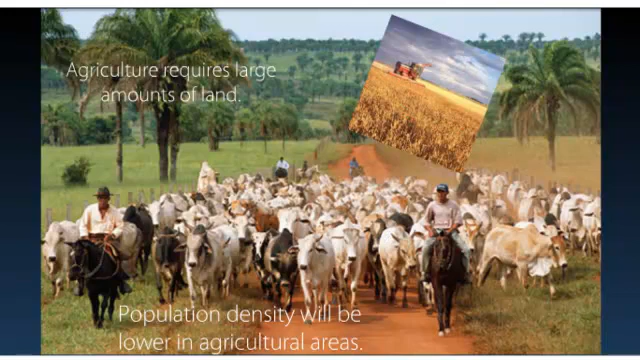 Agriculture requires large
amounts of land.
Population density will be
lower in agricultural areas.